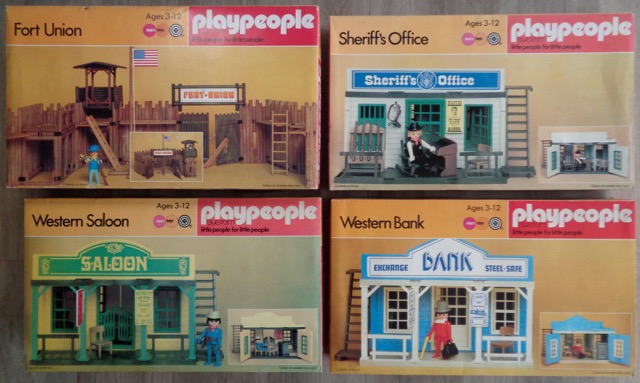 Fort Union
Ages 3-12
playpeople
little people for little people
FORT-UNION
Sheriff's Office
Ages 3-12
playpeople
little people for little people
Sheriff's Office
Western Saloon
Ages 3-12
playpeople
little people for little people
SALOON
Western Bank
Ages 3-12
playpeople
little people for little people
EXCHANGE BANK STEEL-SAFE